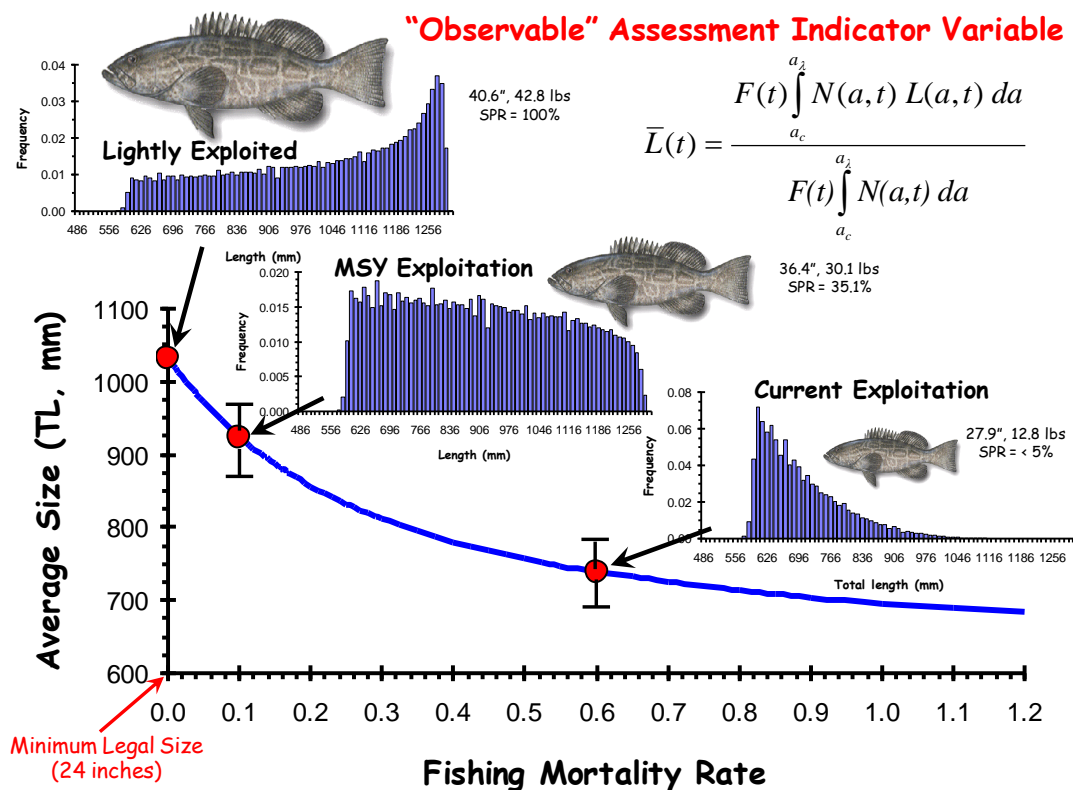 “Observable” Assessment Indicator Variable
0.04
0.03
0.02
0.01
0.00
Frequency
Lightly Exploited
40.6”, 42.8 lbs
SPR = 100%
486 556 626 696 766 836 906 976 1046 1116 1186 1256
Length (mm)
L̅(t) = F(t) ∫ N(a,t) L(a,t) da / F(t) ∫ N(a,t) da
a_λ
a_c
a_λ
a_c
MSY Exploitation
36.4”, 30.1 lbs
SPR = 35.1%
0.020
0.015
0.010
0.005
0.000
Frequency
486 556 626 696 766 836 906 976 1046 1116 1186 1256
Length (mm)
Current Exploitation
27.9”, 12.8 lbs
SPR = < 5%
0.08
0.06
0.04
0.02
0.00
Frequency
486 556 626 696 766 836 906 976 1046 1116 1186 1256
Total length (mm)
Average Size (TL, mm)
1100
1000
900
800
700
600
0.0 0.1 0.2 0.3 0.4 0.5 0.6 0.7 0.8 0.9 1.0 1.1 1.2
Minimum Legal Size
(24 inches)
Fishing Mortality Rate